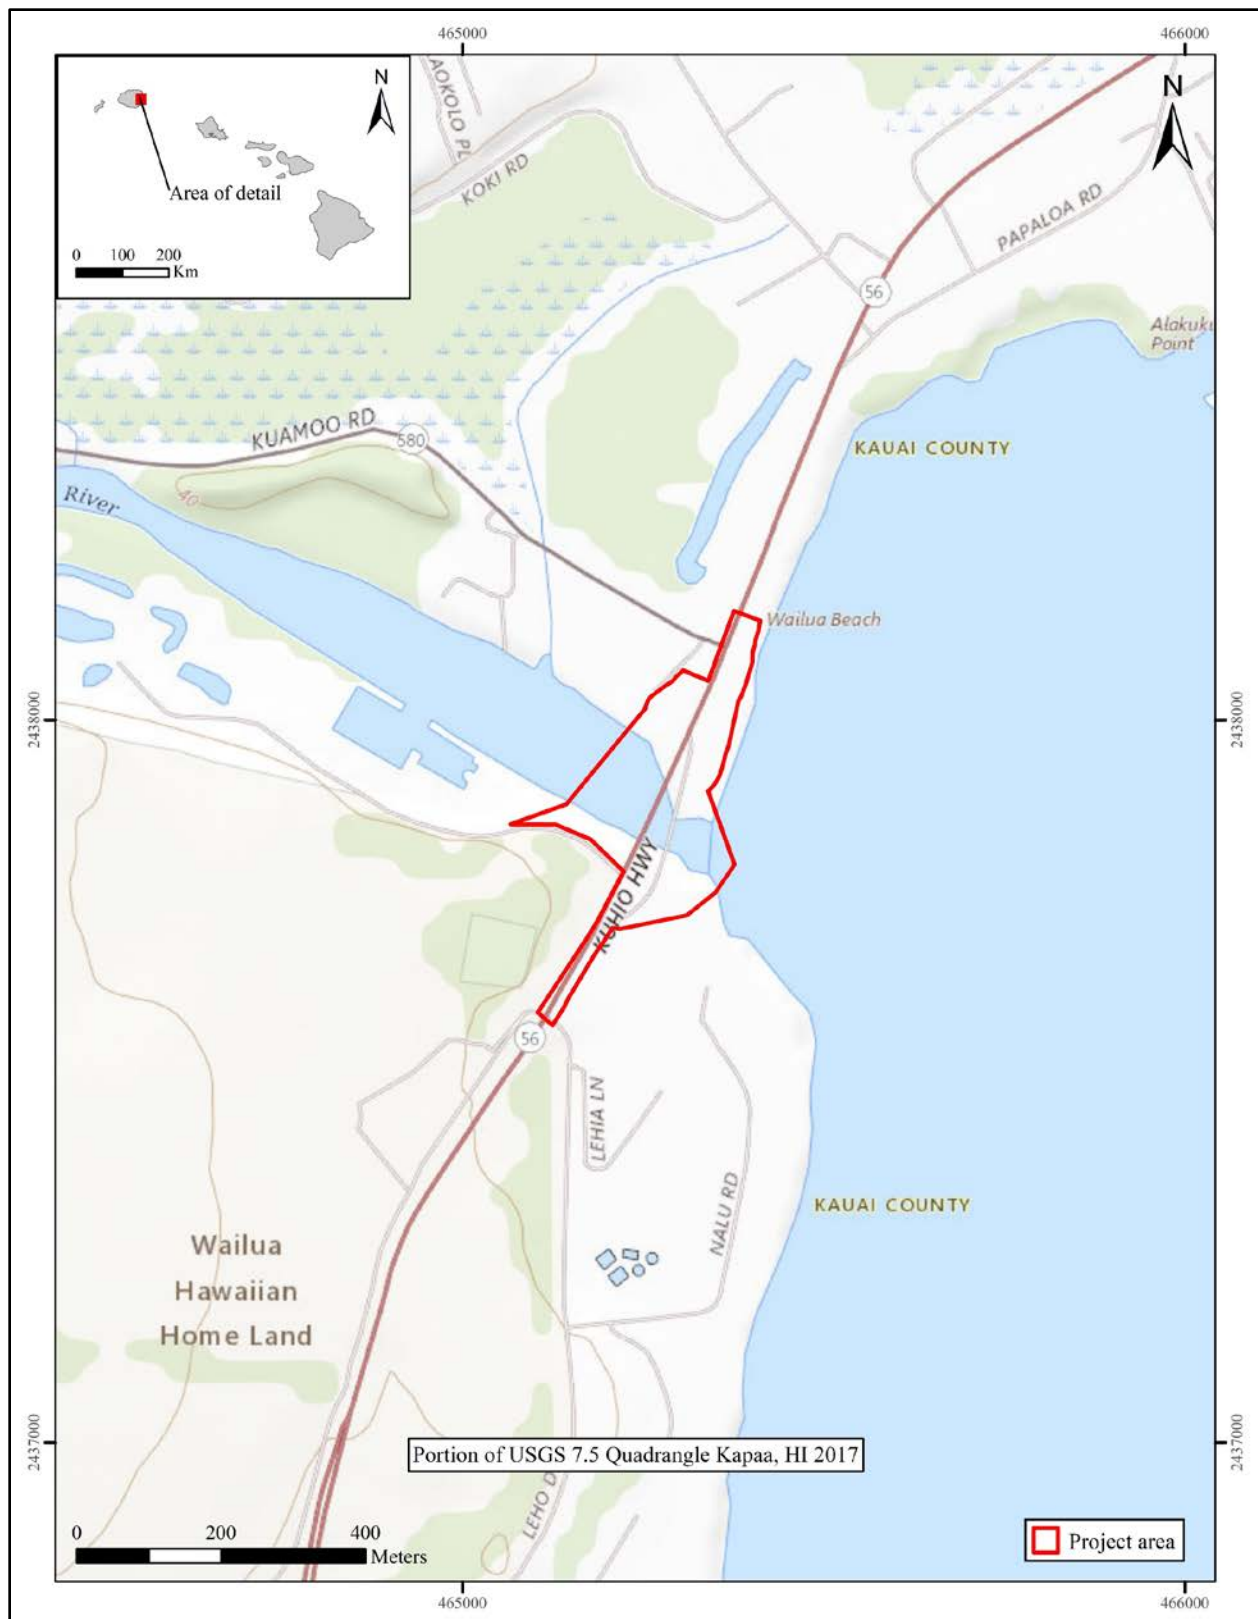 465000
466000
N
Area of detail
0 100 200
Km
N
KOKI RD
PAPALOA RD
56
KUAMOO RD
580
40
River
KAUAI COUNTY
Wailua Beach
2438000
2438000
KUHIO HWY
56
LEHIA LN
NALU RD
KAUAI COUNTY
Wailua
Hawaiian
Home Land
2437000
2437000
Portion of USGS 7.5 Quadrangle Kapaa, HI 2017
LEHO D
0 200 400
Meters
Project area
465000
466000
AOKOLO PL
Alakuku
Point